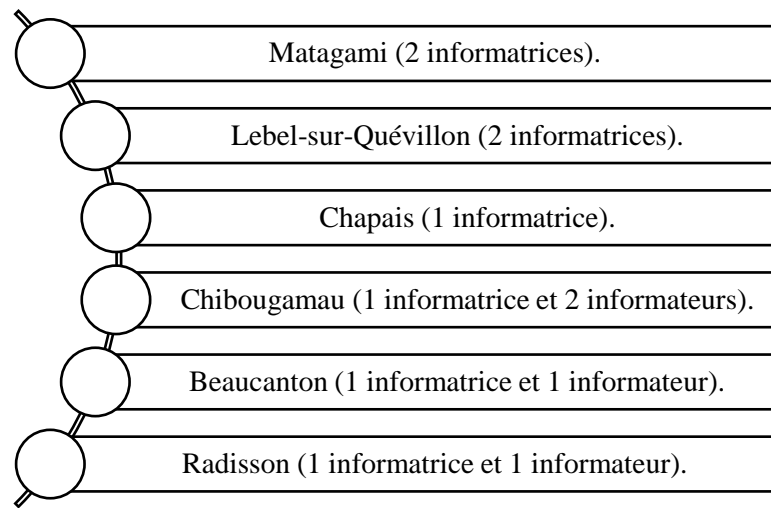 Matagami (2 informatrices).
Lebel-sur-Quévillon (2 informatrices).
Chapais (1 informatrice).
Chibougamau (1 informatrice et 2 informateurs).
Beaucanton (1 informatrice et 1 informateur).
Radisson (1 informatrice et 1 informateur).